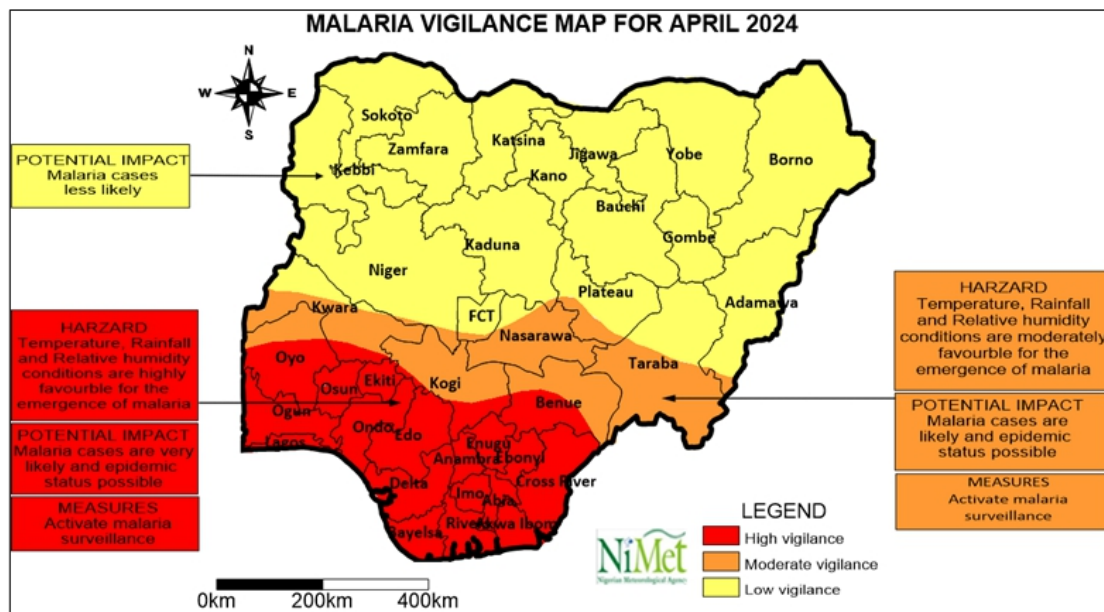 MALARIA VIGILANCE MAP FOR APRIL 2024
N
W E
S
POTENTIAL IMPACT
Malaria cases
less likely
Sokoto
Zamfara
Kebbi
Katsina
Kano
Jigawa
Yobe
Borno
Bauchi
Gombe
Kaduna
Niger
Plateau
Adamawa
FCT
Kwara
Nasarawa
Taraba
Oyo
Kogi
Ekiti
Osun
Benue
Ogun
Ondo
Edo
Lagos
Enugu
Anambra
Ebonyi
Cross River
Delta
Imo
Abia
Rivers
Akwa Ibom
Bayelsa
HARZARD
Temperature, Rainfall
and Relative humidity
conditions are highly
favourble for the
emergence of malaria
POTENTIAL IMPACT
Malaria cases are very
likely and epidemic
status possible
MEASURES
Activate malaria
surveillance
HARZARD
Temperature, Rainfall
and Relative humidity
conditions are moderately
favourable for the
emergence of malaria
POTENTIAL IMPACT
Malaria cases are
likely and epidemic
status possible
MEASURES
Activate malaria
surveillance
NiMet
Nigerian Meteorological Agency
LEGEND
High vigilance
Moderate vigilance
Low vigilance
0km 200km 400km